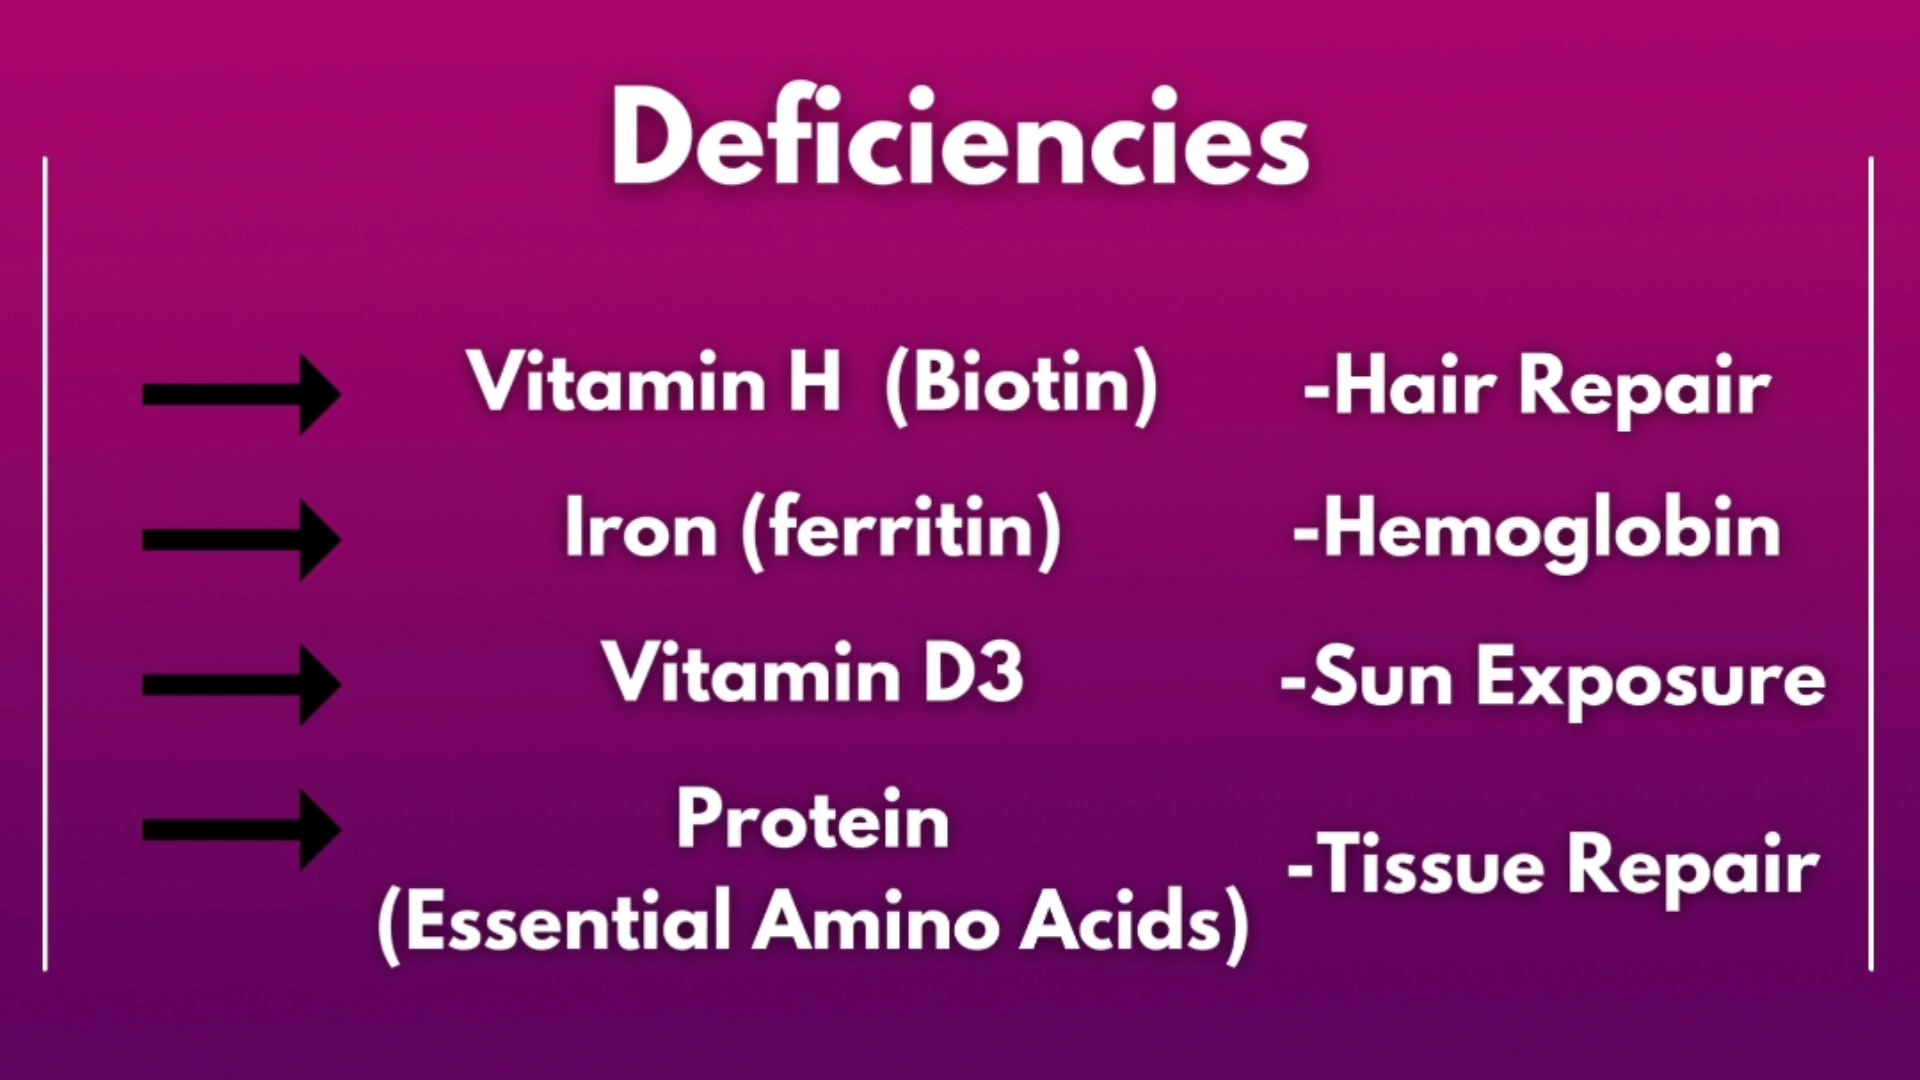 Deficiencies
Vitamin H (Biotin) -Hair Repair
Iron (ferritin) -Hemoglobin
Vitamin D3 -Sun Exposure
Protein
(Essential Amino Acids) -Tissue Repair